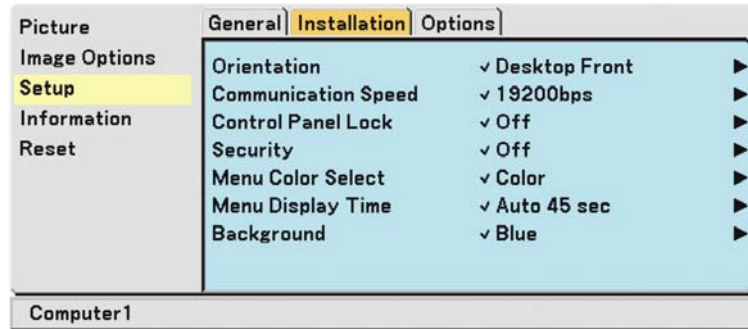 Picture
Image Options
Setup
Information
Reset
General Installation Options
Orientation ✓ Desktop Front ▶
Communication Speed ✓ 19200bps ▶
Control Panel Lock ✓ Off ▶
Security ✓ Off ▶
Menu Color Select ✓ Color ▶
Menu Display Time ✓ Auto 45 sec ▶
Background ✓ Blue ▶
Computer1